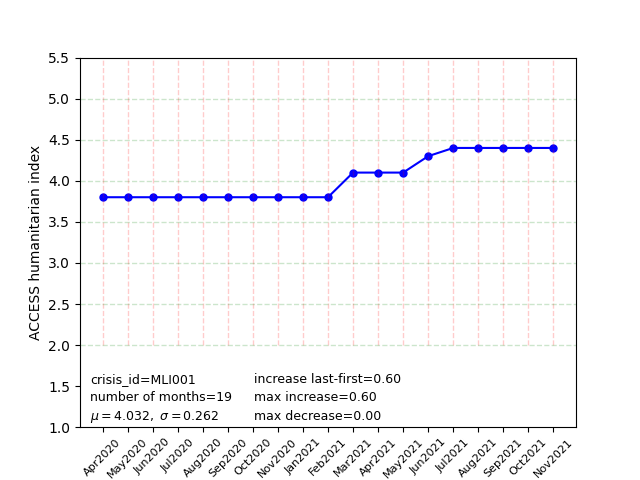 5.5
5.0
4.5
4.0
3.5
3.0
2.5
2.0
1.5
1.0
ACCESS humanitarian index
crisis_id=MLI001 increase last-first=0.60
number of months=19 max increase=0.60
μ=4.032, σ=0.262 max decrease=0.00
Apr2020 May2020 Jun2020 Jul2020 Aug2020 Sep2020 Oct2020 Nov2020 Jan2021 Feb2021 Mar2021 Apr2021 May2021 Jun2021 Jul2021 Aug2021 Sep2021 Oct2021 Nov2021